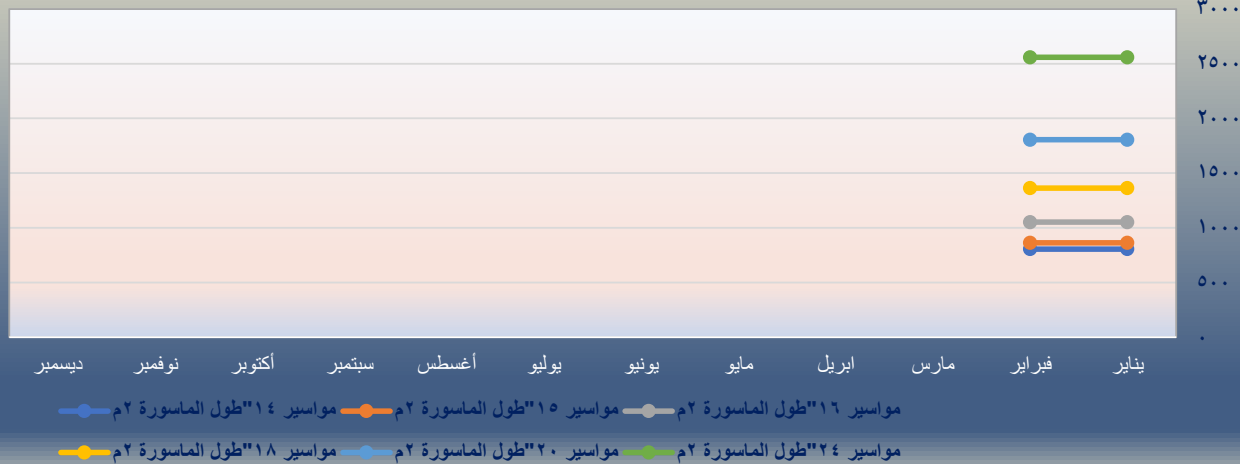 ٣٠٠٠
٢٥٠٠
٢٠٠٠
١٥٠٠
١٠٠٠
٥٠٠
٠
يناير فبراير مارس ابريل مايو يونيو يوليو أغسطس سبتمبر أكتوبر نوفمبر ديسمبر
مواسير ١٦"طول الماسورة ٢م مواسير ١٥"طول الماسورة ٢م مواسير ١٤"طول الماسورة ٢م
مواسير ٢٤"طول الماسورة ٢م مواسير ٢٠"طول الماسورة ٢م مواسير ١٨"طول الماسورة ٢م